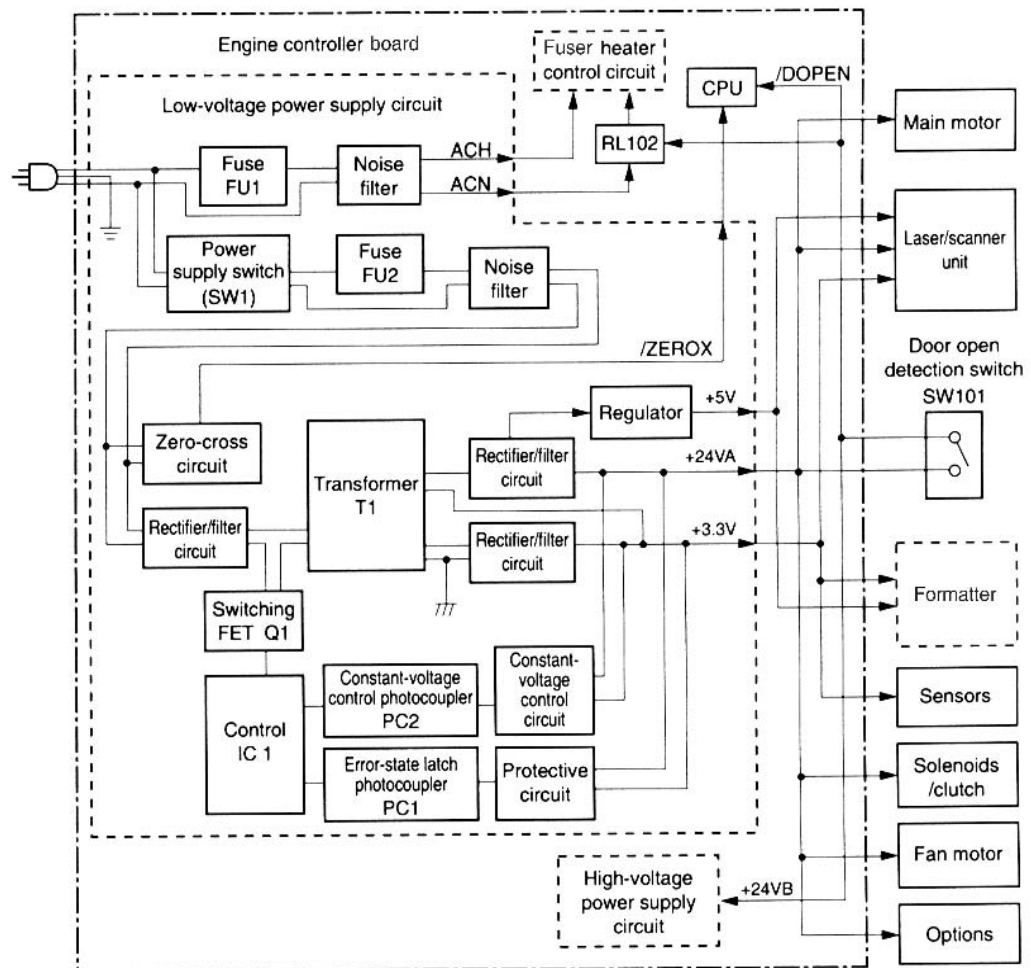 Engine controller board
Fuser heater
control circuit
/DOPEN
CPU
Low-voltage power supply circuit
Main motor
RL102
ACH
Fuse
FU1
Noise
filter
ACN
Laser/scanner
unit
Power
supply switch
(SW1)
Fuse
FU2
Noise
filter
/ZEROX
Door open
detection switch
SW101
+5V
Regulator
Zero-cross
circuit
Transformer
T1
Rectifier/filter
circuit
+24VA
Rectifier/filter
circuit
Rectifier/filter
circuit
+3.3V
Formatter
Switching
FET Q1
Constant-voltage
control photocoupler
PC2
Constant-
voltage
control
circuit
Sensors
Control
IC 1
Error-state latch
photocoupler
PC1
Protective
circuit
Solenoids
/clutch
Fan motor
High-voltage
power supply
circuit
+24VB
Options